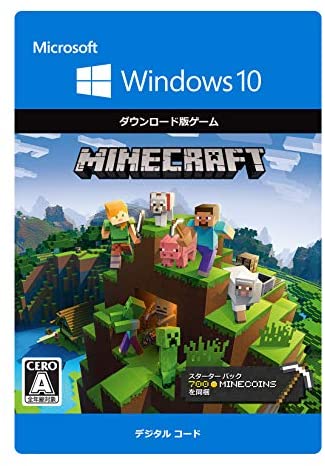 Microsoft
Windows 10
ダウンロード版ゲーム
MINECRAFT
スターター パック
700 MINECOINS
を同梱
CERO
A
全年齢対象
デジタル コード